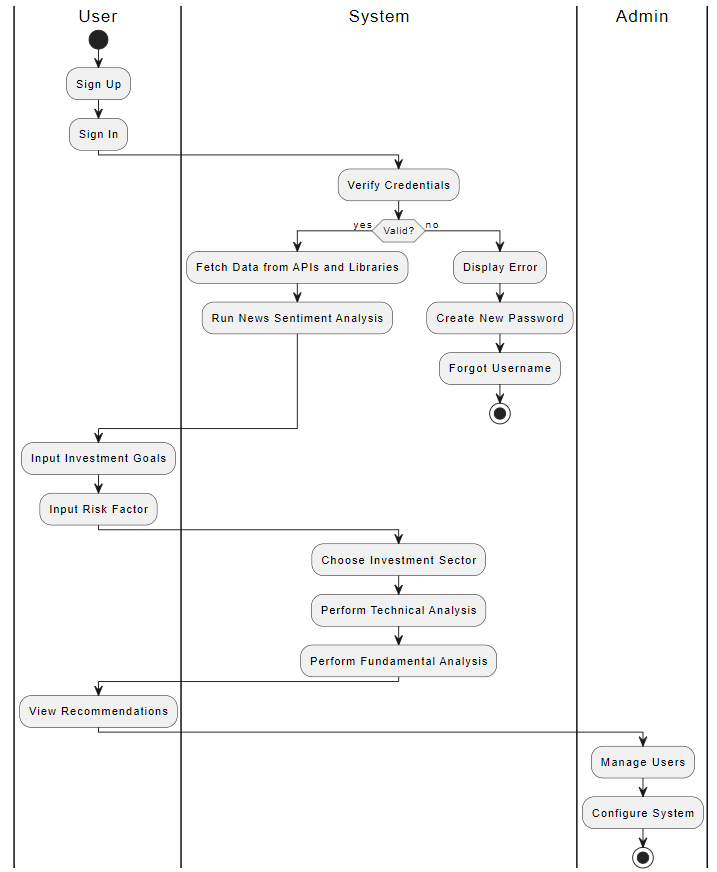 User
System
Admin
Sign Up
Sign In
Verify Credentials
yes
Valid?
no
Fetch Data from APIs and Libraries
Display Error
Run News Sentiment Analysis
Create New Password
Forgot Username
Input Investment Goals
Input Risk Factor
Choose Investment Sector
Perform Technical Analysis
Perform Fundamental Analysis
View Recommendations
Manage Users
Configure System